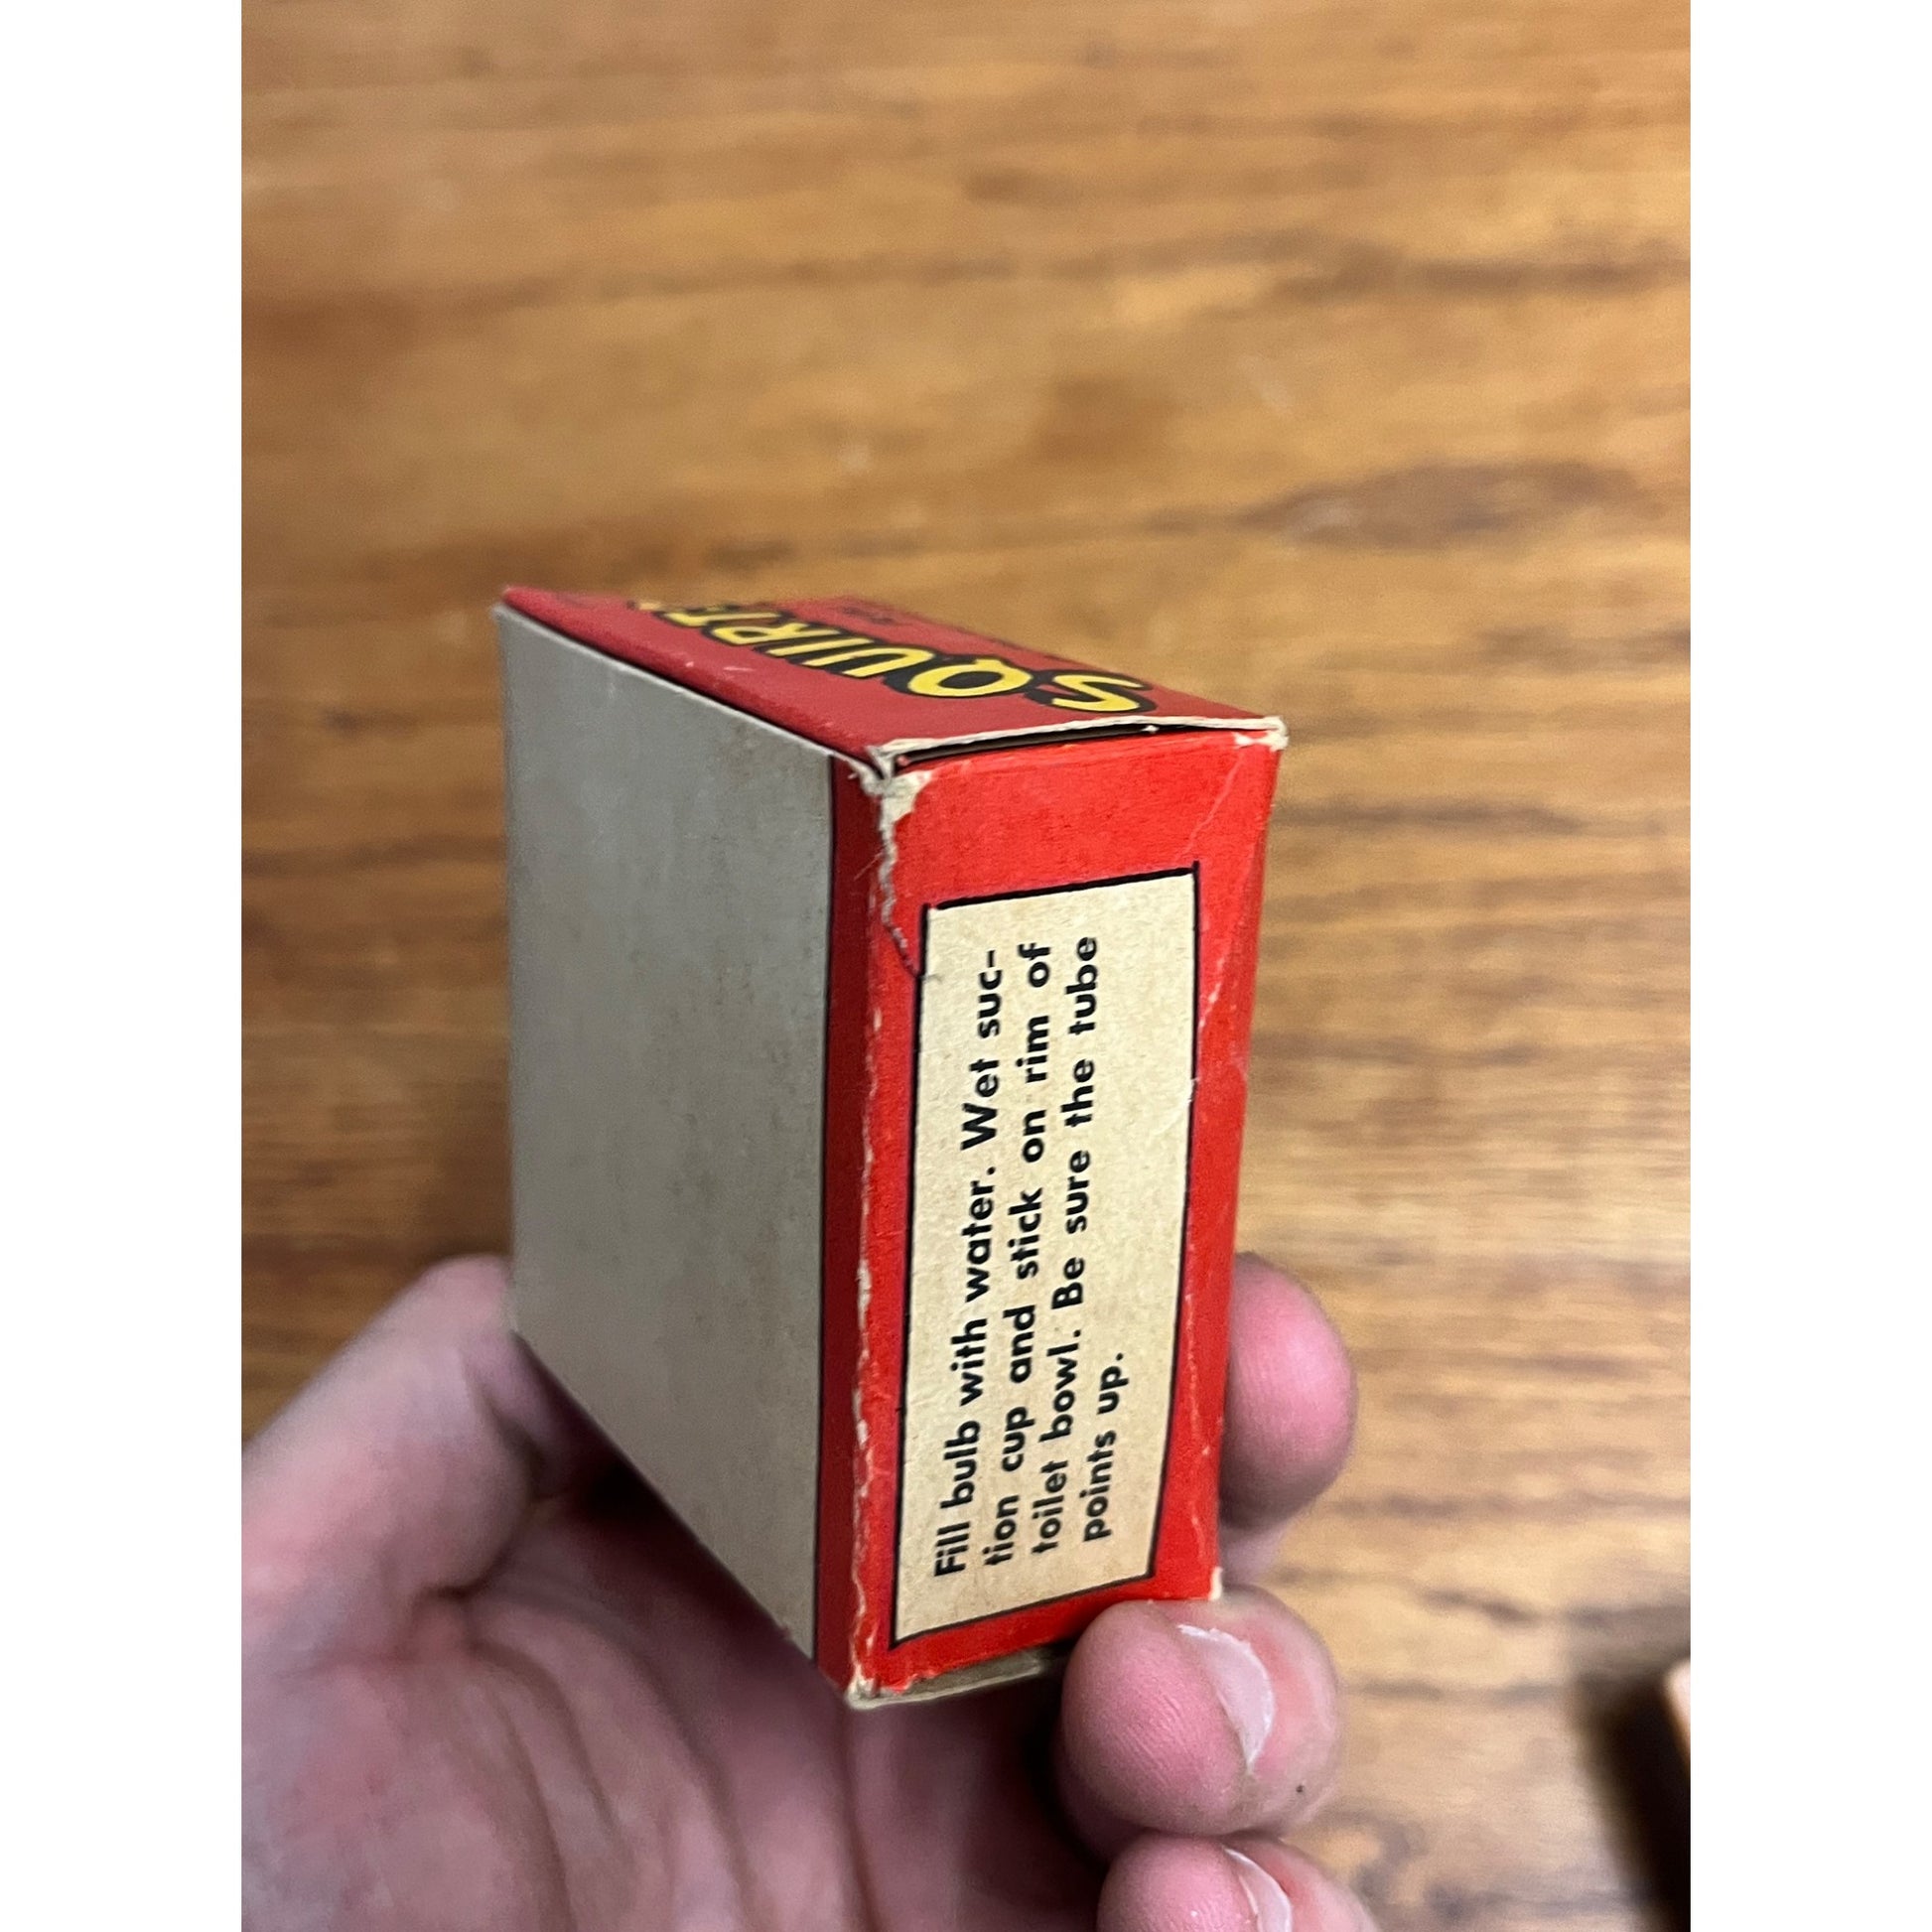 SQUIRT
Fill bulb with water. Wet suc-
tion cup and stick on rim of
toilet bowl. Be sure the tube
points up.